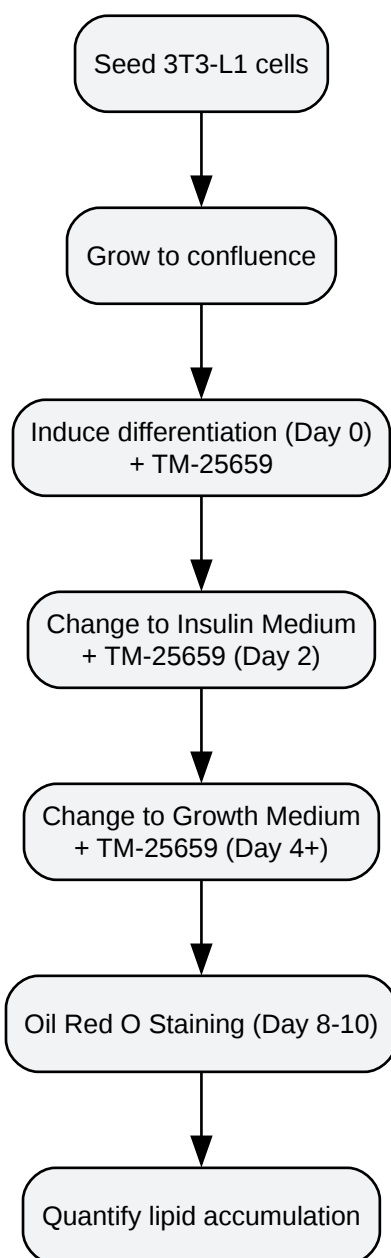 Seed 3T3-L1 cells
Grow to confluence
Induce differentiation (Day 0)
+ TM-25659
Change to Insulin Medium
+ TM-25659 (Day 2)
Change to Growth Medium
+ TM-25659 (Day 4+)
Oil Red O Staining (Day 8-10)
Quantify lipid accumulation